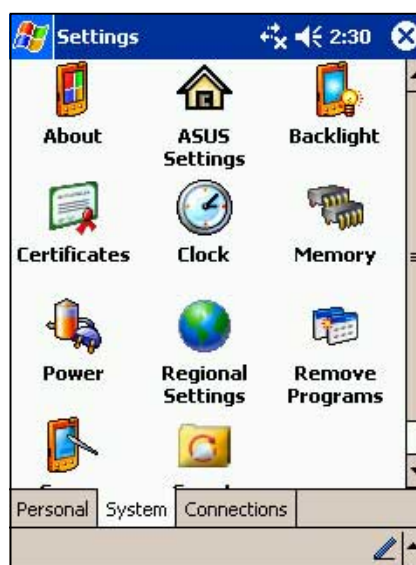 Settings 2:30
About
ASUS
Settings
Backlight
Certificates
Clock
Memory
Power
Regional
Settings
Remove
Programs
Personal System Connections